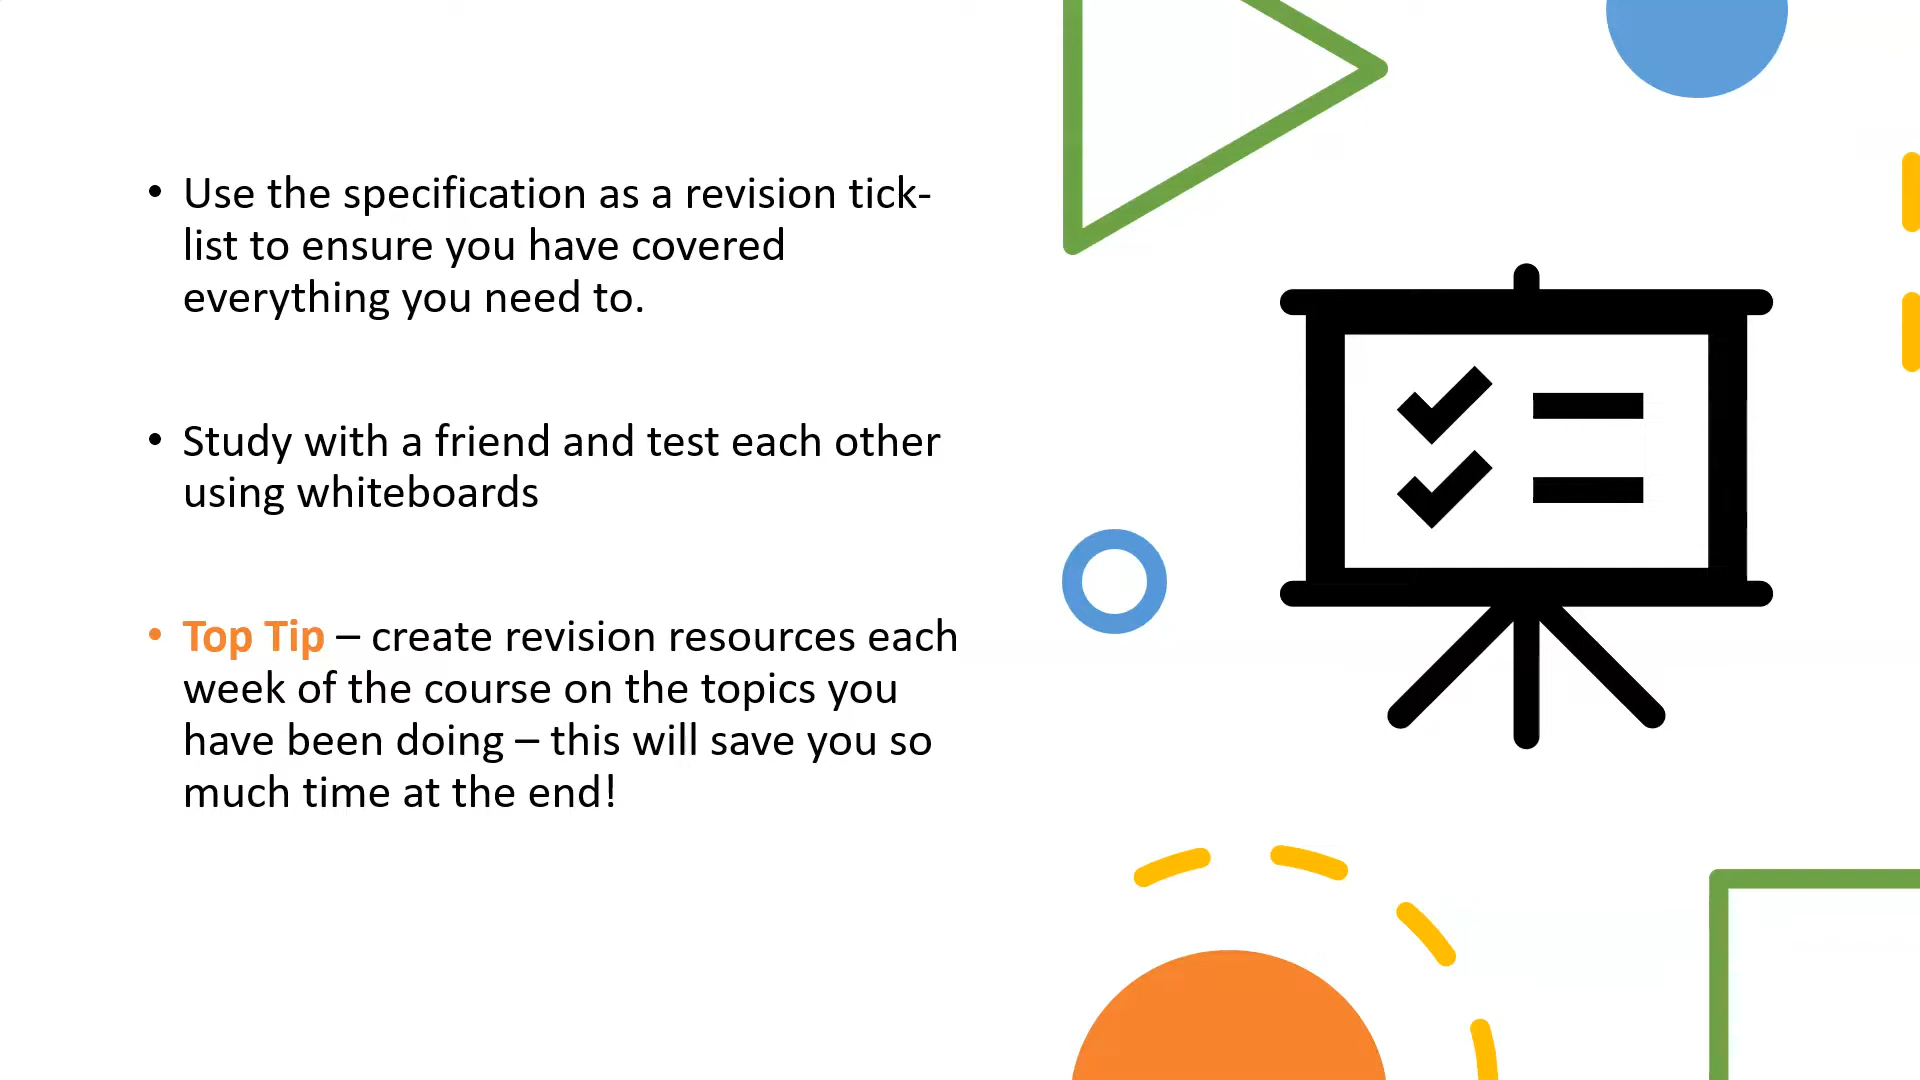 • Use the specification as a revision tick-
list to ensure you have covered
everything you need to.
• Study with a friend and test each other
using whiteboards
• Top Tip – create revision resources each
week of the course on the topics you
have been doing – this will save you so
much time at the end!